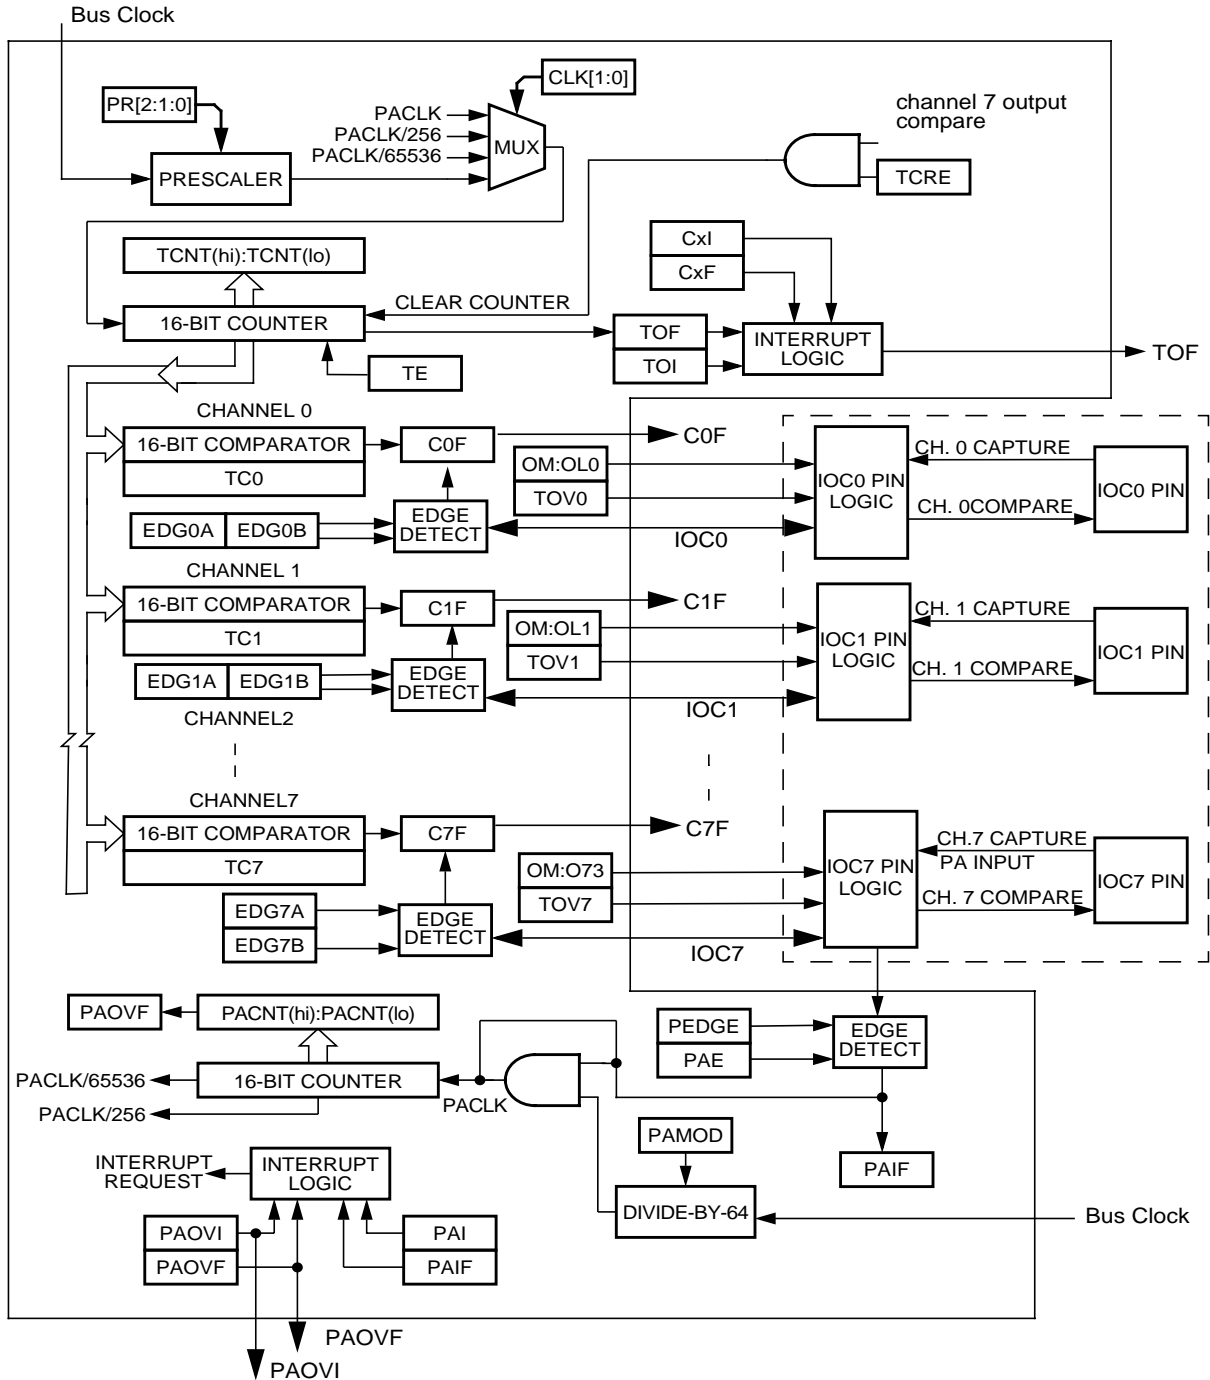 Bus Clock
PR[2:1:0]
CLK[1:0]
PACLK
PACLK/256
PACLK/65536
MUX
PRESCALER
channel 7 output
compare
TCRE
TCNT(hi):TCNT(lo)
CxI
CxF
CLEAR COUNTER
16-BIT COUNTER
TOF
TOI
INTERRUPT
LOGIC
TOF
TE
CHANNEL 0
16-BIT COMPARATOR
TC0
C0F
C0F
OM:OL0
TOV0
IOC0 PIN
LOGIC
CH. 0 CAPTURE
CH. 0COMPARE
IOC0 PIN
EDG0A
EDG0B
EDGE
DETECT
IOC0
CHANNEL 1
16-BIT COMPARATOR
TC1
C1F
C1F
OM:OL1
TOV1
IOC1 PIN
LOGIC
CH. 1 CAPTURE
CH. 1 COMPARE
IOC1 PIN
EDG1A
EDG1B
EDGE
DETECT
IOC1
CHANNEL2
CHANNEL7
16-BIT COMPARATOR
TC7
C7F
C7F
OM:O73
TOV7
IOC7 PIN
LOGIC
CH.7 CAPTURE
PA INPUT
CH. 7 COMPARE
IOC7 PIN
EDG7A
EDG7B
EDGE
DETECT
IOC7
PAOVF
PACNT(hi):PACNT(lo)
PEDGE
PAE
EDGE
DETECT
PACLK/65536
16-BIT COUNTER
PACLK
PACLK/256
PAMOD
PAIF
INTERRUPT
REQUEST
INTERRUPT
LOGIC
DIVIDE-BY-64
Bus Clock
PAOVI
PAOVF
PAI
PAIF
PAOVF
PAOVI